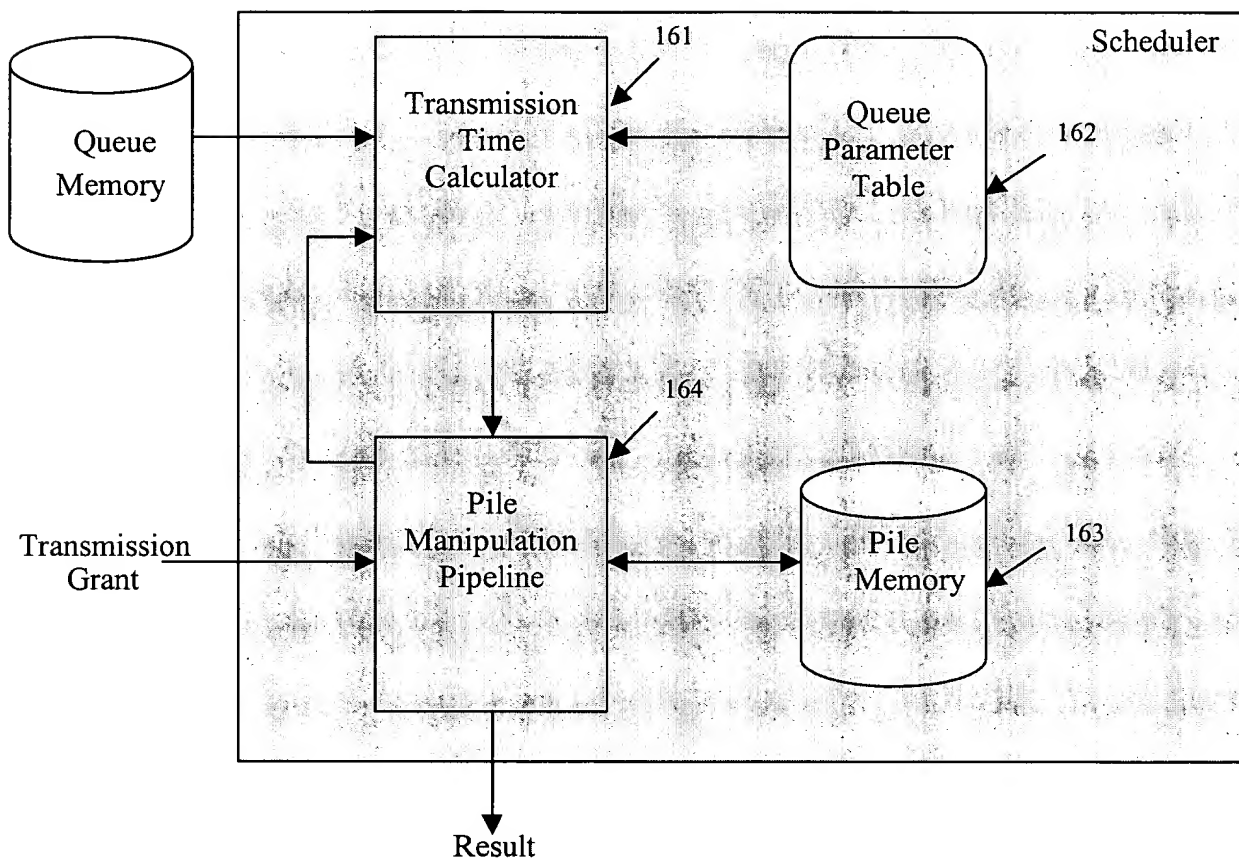 Scheduler
161
Queue
Memory
Transmission
Time
Calculator
Queue
Parameter
Table
162
164
Transmission
Grant
Pile
Manipulation
Pipeline
Pile
Memory
163
Result